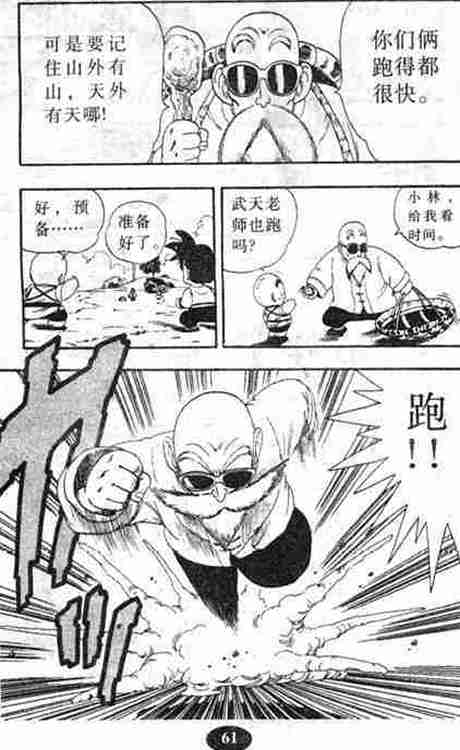 你们俩
跑得都
很快。
可是要记
住山外有
山，天外
有天哪!
小林，
给我看
时间。
武天老
师也跑
吗?
准备
好了。
好，预
备……
跑!!
61